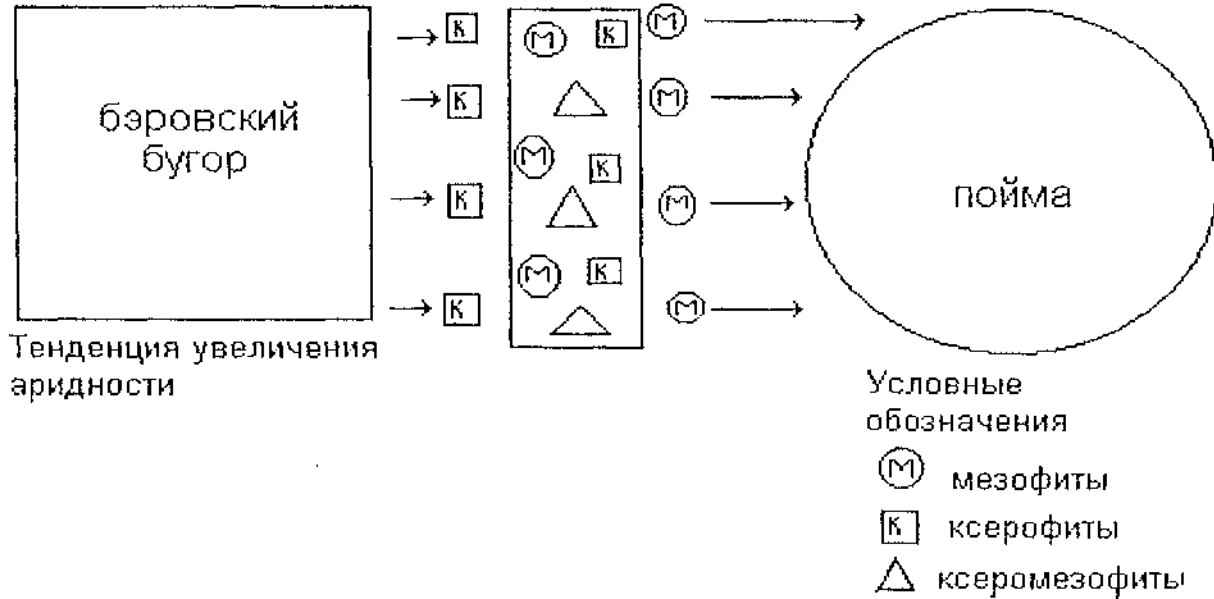 бэровский
бугор
К
К
К
К
М
К
М
К
М
К
М
М
М
М
пойма
Тенденция увеличения
аридности
Условные
обозначения
М мезофиты
К ксерофиты
ксеромезофиты